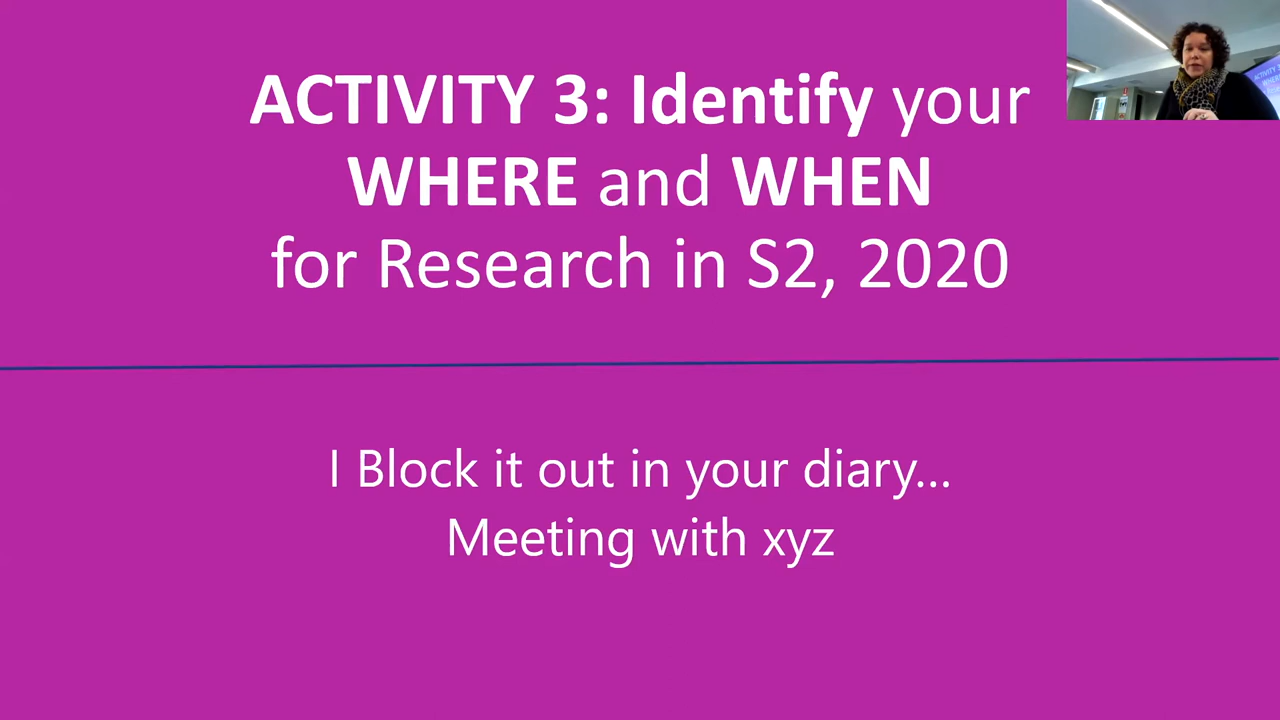 ACTIVITY 3: Identify your
WHERE and WHEN
for Research in S2, 2020
I Block it out in your diary...
Meeting with xyz